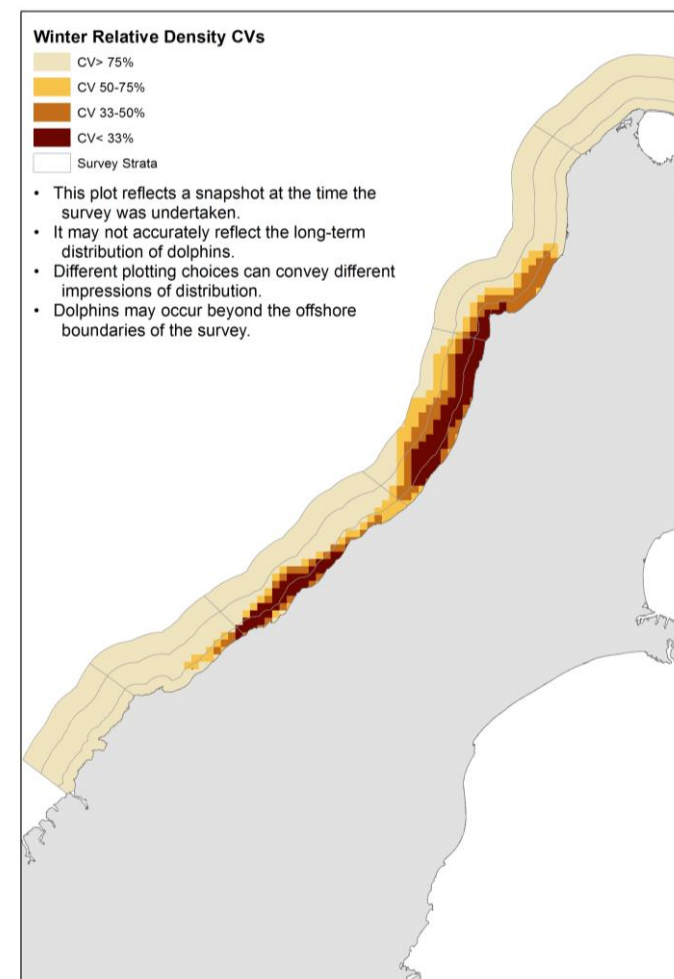 Winter Relative Density CVs
CV> 75%
CV 50-75%
CV 33-50%
CV< 33%
Survey Strata
• This plot reflects a snapshot at the time the
survey was undertaken.
• It may not accurately reflect the long-term
distribution of dolphins.
• Different plotting choices can convey different
impressions of distribution.
• Dolphins may occur beyond the offshore
boundaries of the survey.